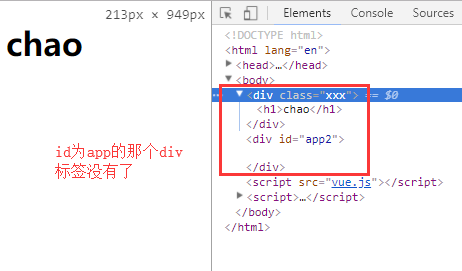 213px × 949px
chao
id为app的那个div
标签没有了
Elements Console Sources
<!DOCTYPE html>
<html lang="en">
<head>…</head>
<body>
<div class="xxx"> == $0
<h1>chao</h1>
</div>
<div id="app2">
</div>
<script src="vue.js"></script>
<script>…</script>
</body>
</html>